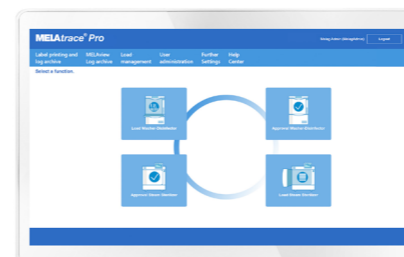 MELAtrace® Pro
Logout
Label printing and log archive
MELAview Log archive
Load management
User administration
Further Settings
Help Center
Select a function.
Load Washer Disinfector
Approve Washer Disinfector
Approve Steam Sterilizer
Load Steam Sterilizer